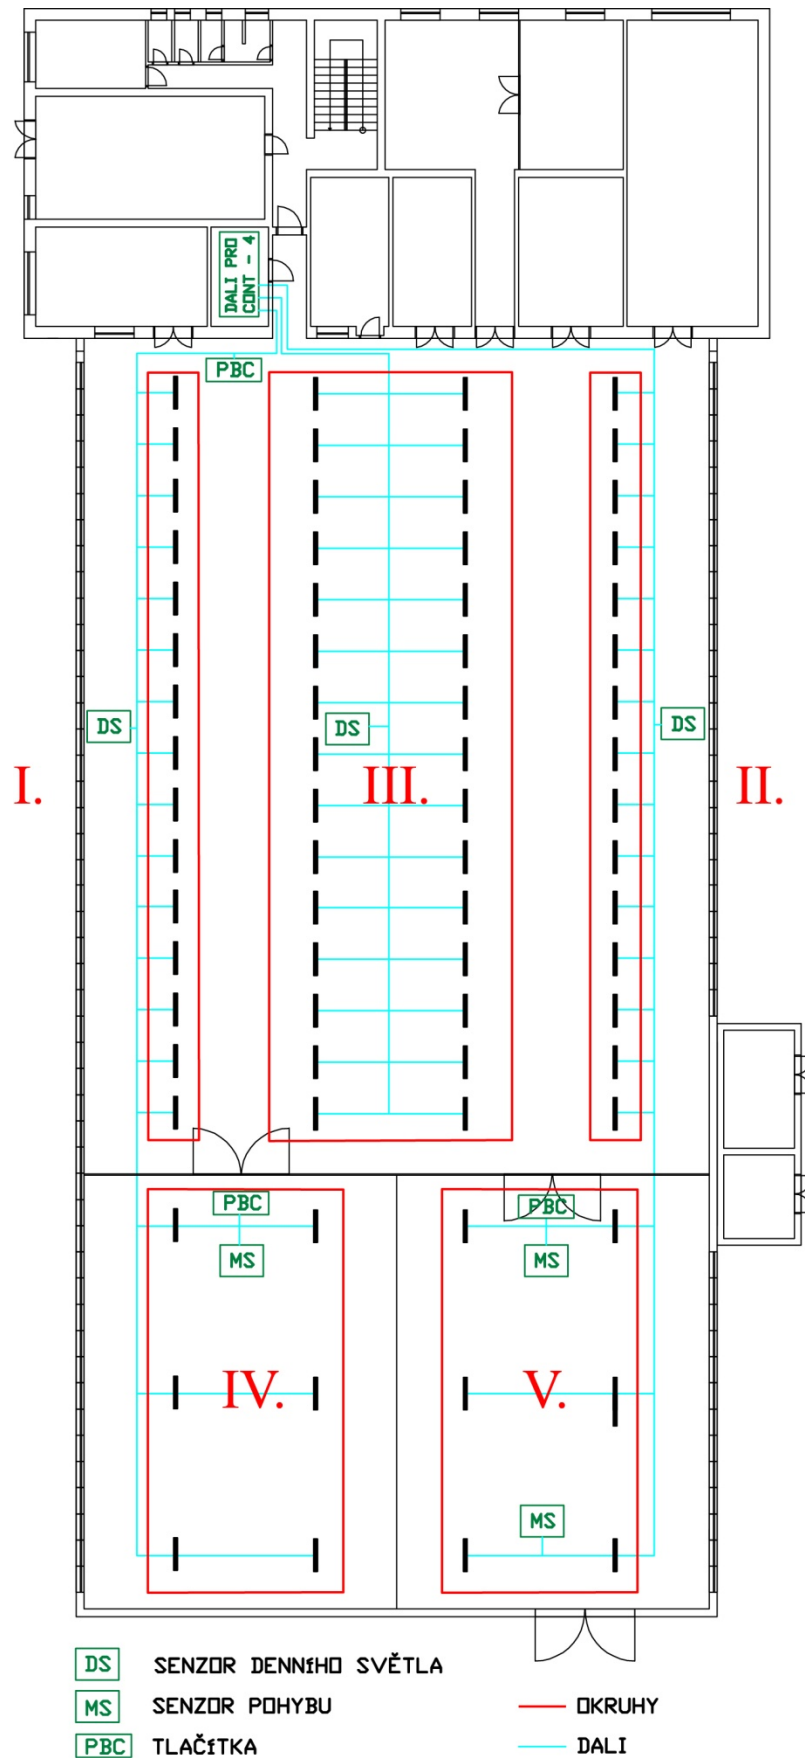 DALI PRO
CONT - 4
PBC
DS
DS
DS
I.
III.
II.
PBC
PBC
MS
MS
IV.
V.
MS
DS SENZOR DENNÍHO SVĚTLA
MS SENZOR POHYBU
OKRUHY
PBC TLAČÍTKA
DALI